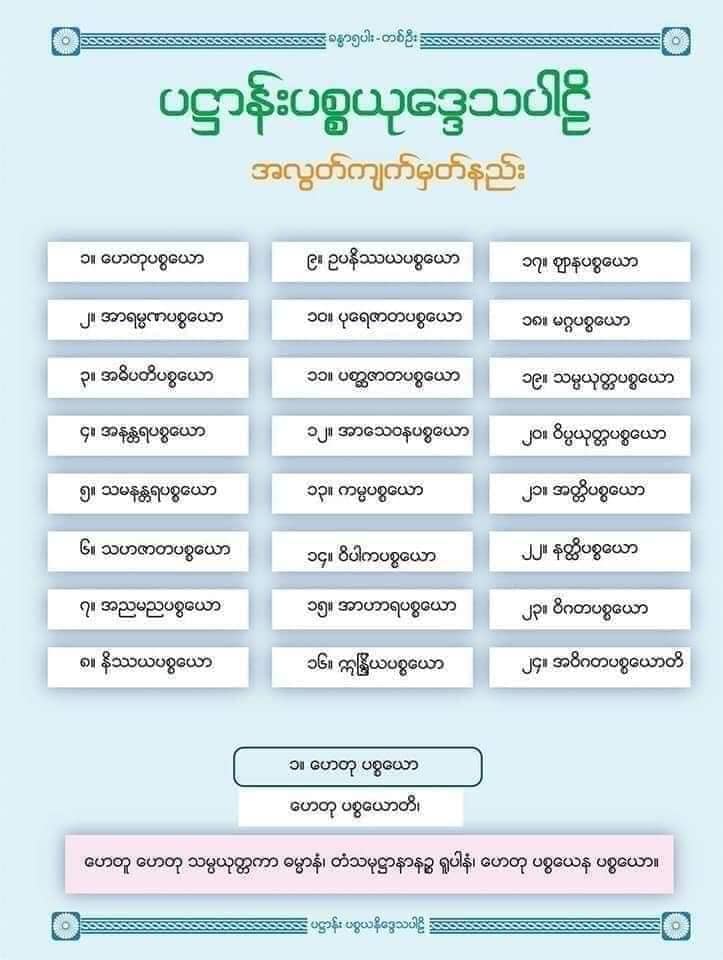 ခန္ဓာ၅ပါး - တစ်ဦး
ပဋ္ဌာန်းပစ္စယုဒ္ဒေသပါဠိ
အလွတ်ကျက်မှတ်နည်း
၁။ ဟေတုပစ္စယော
၂။ အာရမ္မဏပစ္စယော
၃။ အဓိပတိပစ္စယော
၄။ အနန္တရပစ္စယော
၅။ သမနန္တရပစ္စယော
၆။ သဟဇာတပစ္စယော
၇။ အညမညပစ္စယော
၈။ နိဿယပစ္စယော
၉။ ဥပနိဿယပစ္စယော
၁၀။ ပုရေဇာတပစ္စယော
၁၁။ ပစ္ဆာဇာတပစ္စယော
၁၂။ အာသေဝနပစ္စယော
၁၃။ ကမ္မပစ္စယော
၁၄။ ဝိပါကပစ္စယော
၁၅။ အာဟာရပစ္စယော
၁၆။ ဣန္ဒြိယပစ္စယော
၁၇။ ဈာနပစ္စယော
၁၈။ မဂ္ဂပစ္စယော
၁၉။ သမ္ပယုတ္တပစ္စယော
၂၀။ ဝိပ္ပယုတ္တပစ္စယော
၂၁။ အတ္ထိပစ္စယော
၂၂။ နတ္ထိပစ္စယော
၂၃။ ဝိဂတပစ္စယော
၂၄။ အဝိဂတပစ္စယောတိ
၁။ ဟေတု ပစ္စယော
ဟေတု ပစ္စယောတိ၊
ဟေတူ ဟေတု သမ္ပယုတ္တကာ ဓမ္မာနံ၊ တံသမုဋ္ဌာနာနဉ္စ ရူပါနံ၊ ဟေတု ပစ္စယေန ပစ္စယော။
ပဋ္ဌာန်း ပစ္စယနိဒ္ဒေသပါဠိ